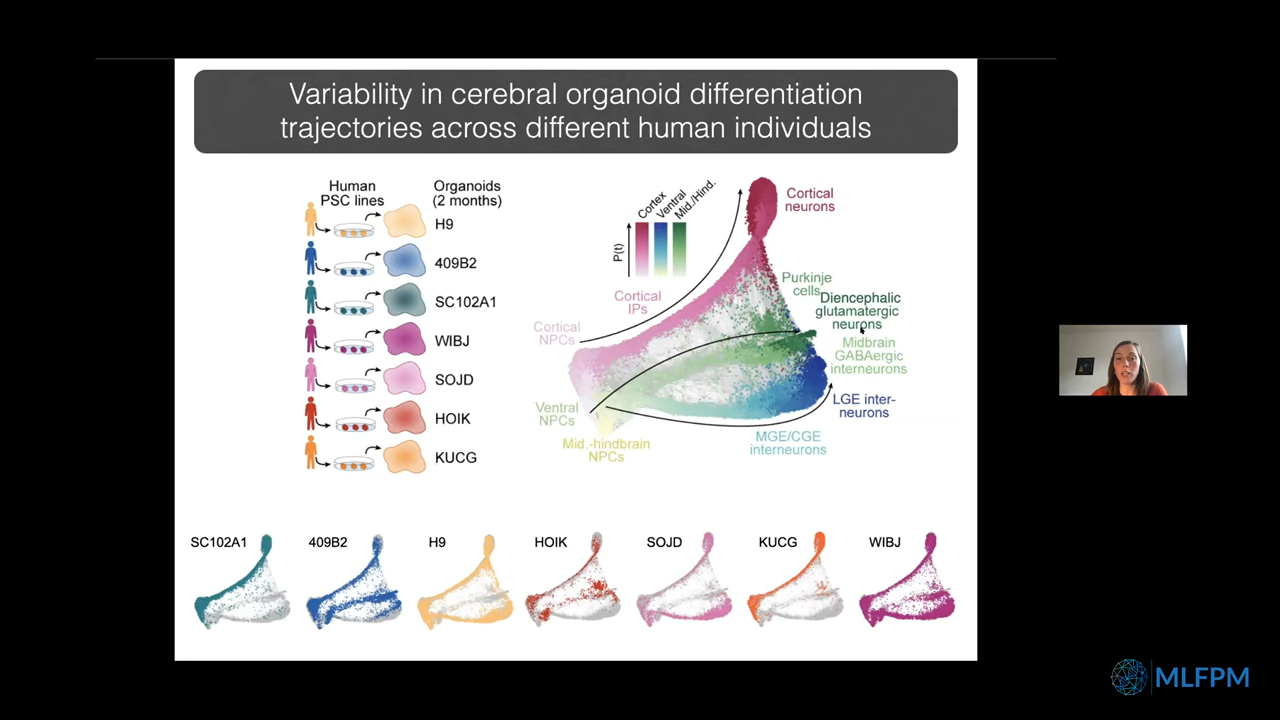 Variability in cerebral organoid differentiation
trajectories across different human individuals
Human
PSC lines
Organoids
(2 months)
H9
409B2
SC102A1
WIBJ
SOJD
HOIK
KUCG
Cortex
Ventral
Mid./Hind.
P(t)
Cortical
neurons
Cortical
IPs
Cortical
NPCs
Purkinje
cells
Diencephalic
glutamatergic
neurons
Midbrain
GABAergic
interneurons
LGE inter-
neurons
MGE/CGE
interneurons
Ventral
NPCs
Mid.-hindbrain
NPCs
SC102A1
409B2
H9
HOIK
SOJD
KUCG
WIBJ
MLFPM